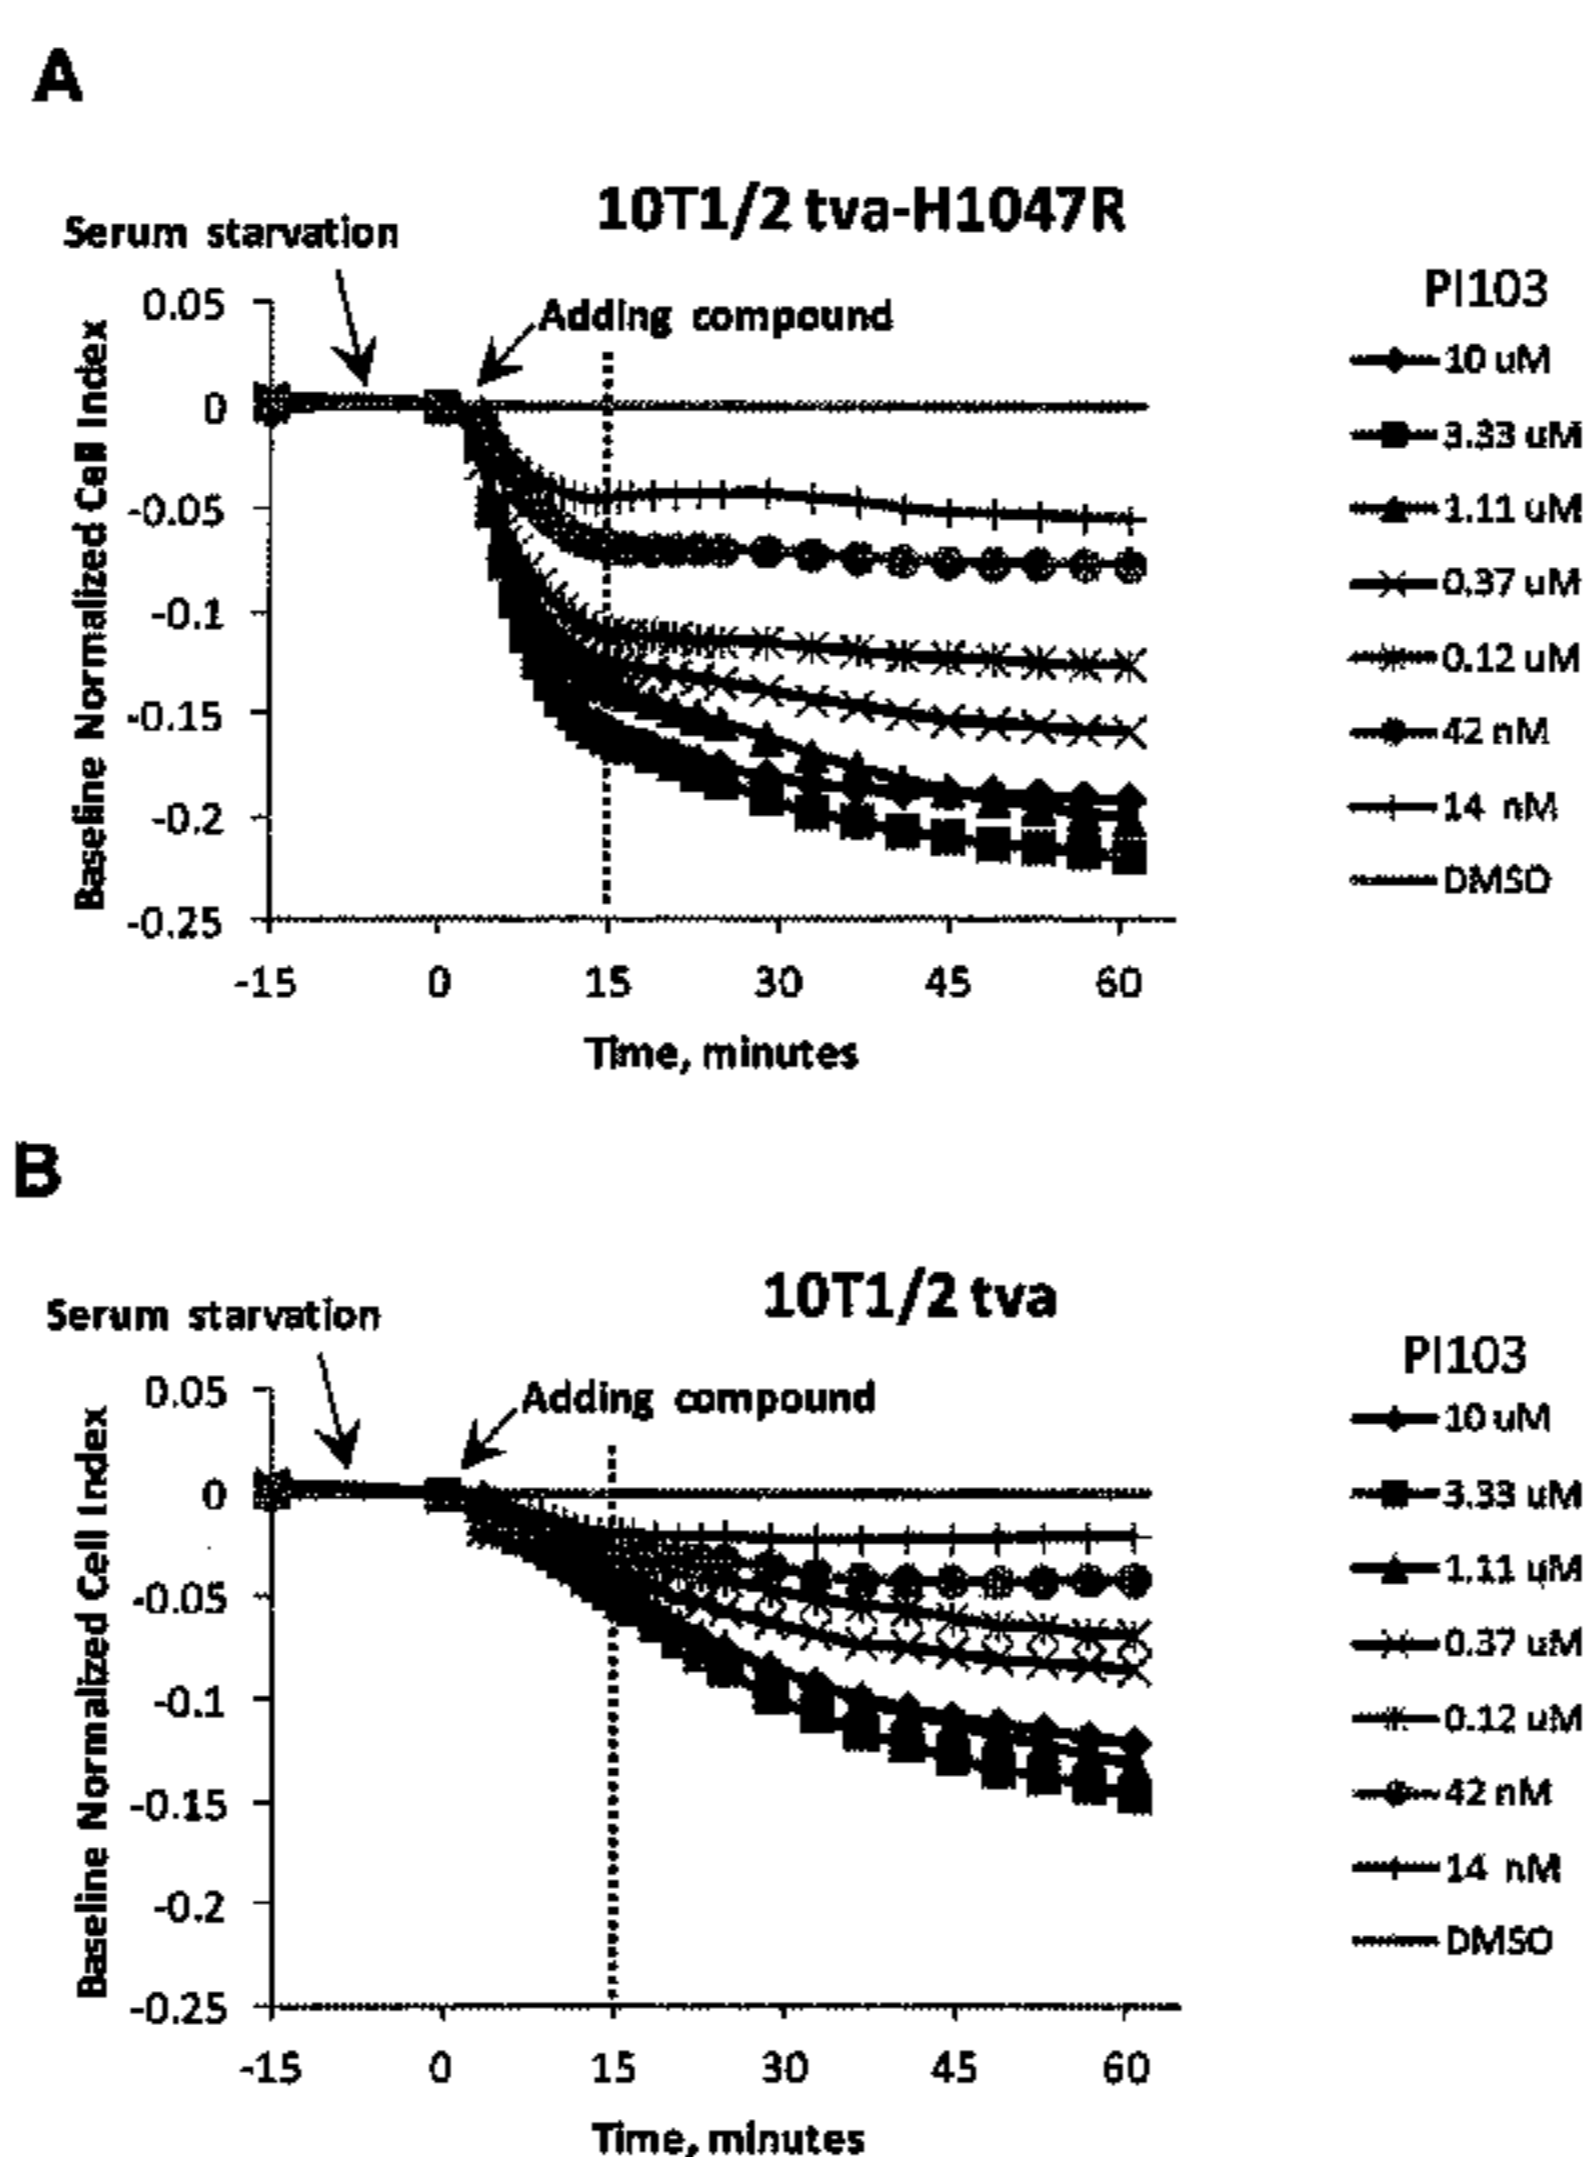 A
10T1/2 tva-H1047R
Serum starvation
Adding compound
PI103
10 uM
3.33 uM
1.11 uM
0.37 uM
0.12 uM
42 nM
14 nM
DMSO
Baseline Normalized Cell Index
0.05
0
-0.05
-0.1
-0.15
-0.2
-0.25
-15 0 15 30 45 60
Time, minutes
B
10T1/2 tva
Serum starvation
Adding compound
PI103
10 uM
3.33 uM
1.11 uM
0.37 uM
0.12 uM
42 nM
14 nM
DMSO
Baseline Normalized Cell Index
0.05
0
-0.05
-0.1
-0.15
-0.2
-0.25
-15 0 15 30 45 60
Time, minutes